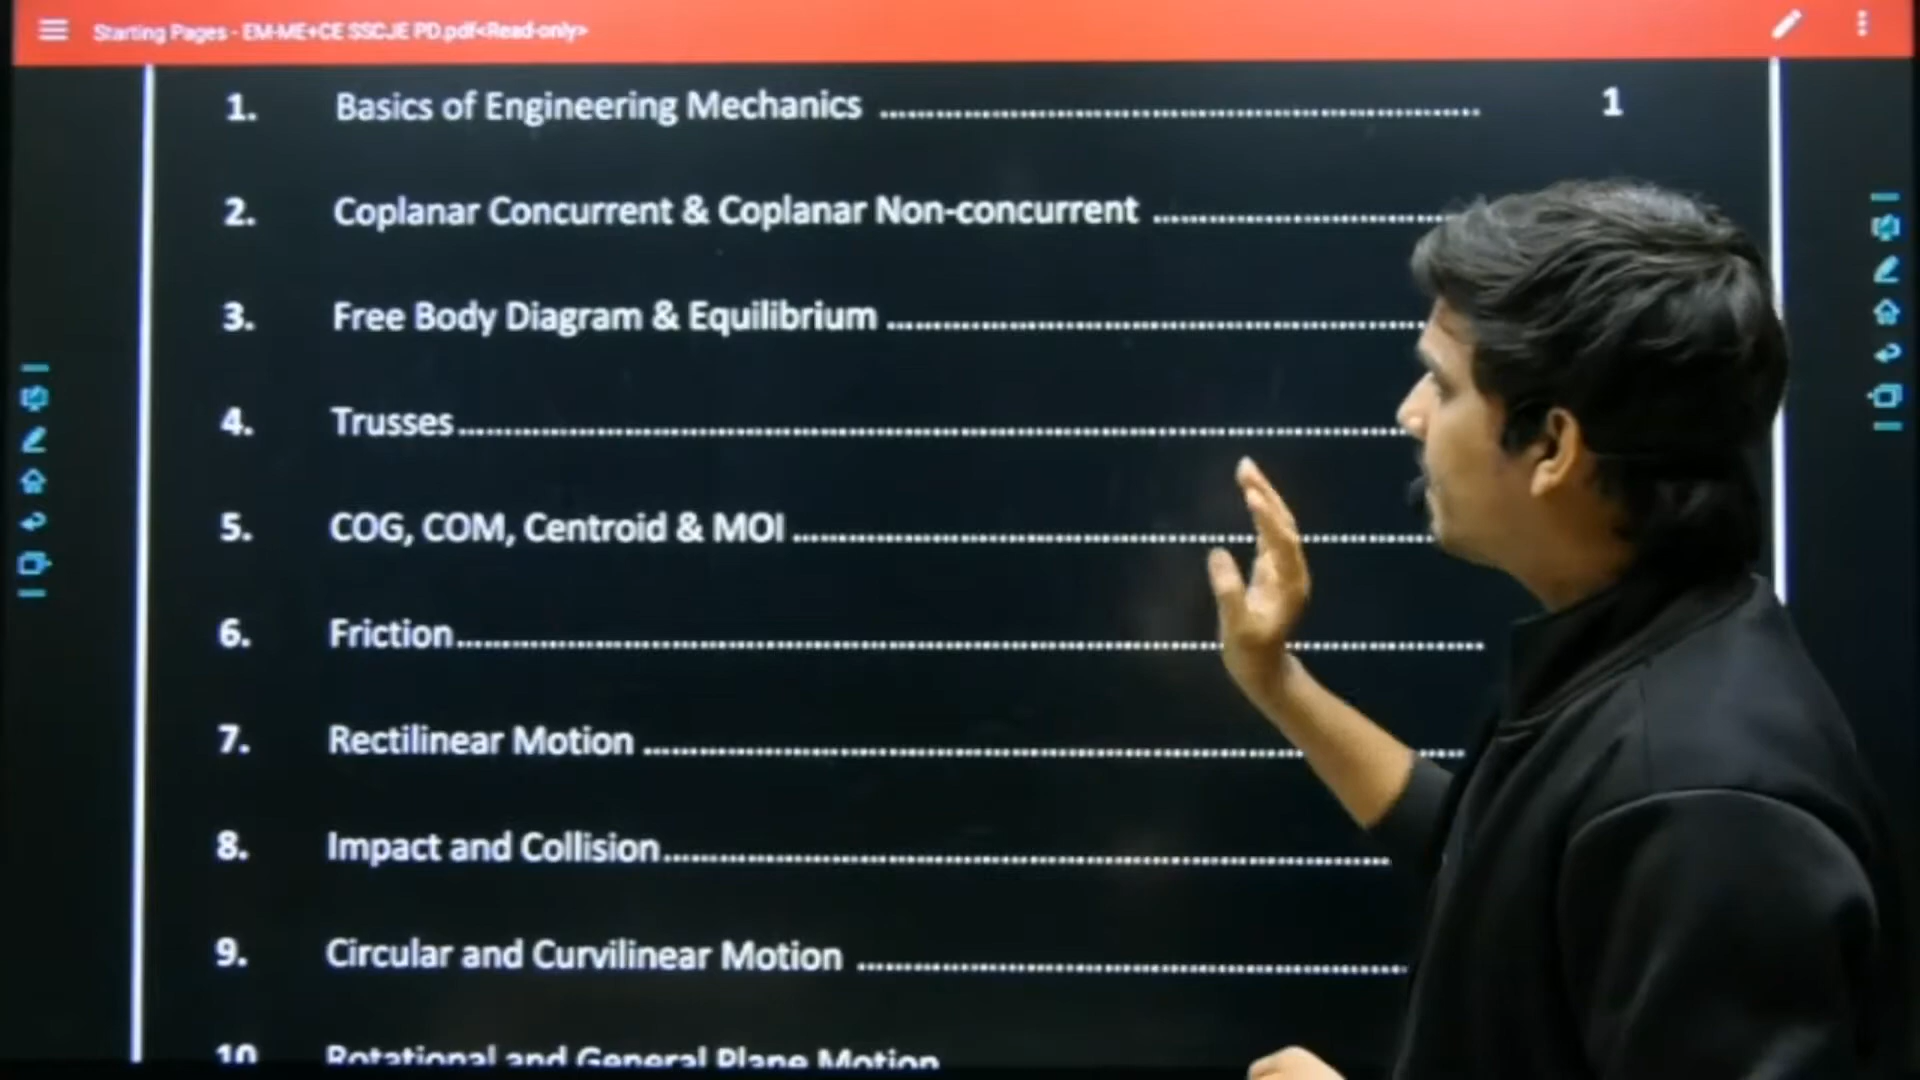 Starting Pages - EM-ME+CE SSCJE PD.pdf<Read-only>
1. Basics of Engineering Mechanics ........................ 1
2. Coplanar Concurrent & Coplanar Non-concurrent ........................
3. Free Body Diagram & Equilibrium ........................
4. Trusses ........................
5. COG, COM, Centroid & MOI ........................
6. Friction ........................
7. Rectilinear Motion ........................
8. Impact and Collision ........................
9. Circular and Curvilinear Motion ........................
10 Rotational and General Plane Motion